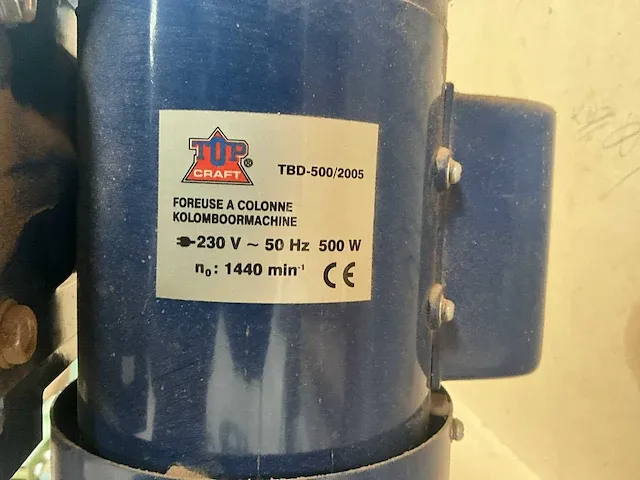 TOP
CRAFT®
TBD-500/2005
FOREUSE A COLONNE
KOLOMBOORMACHINE
230 V ~ 50 Hz 500 W
n₀ : 1440 min⁻¹ CE